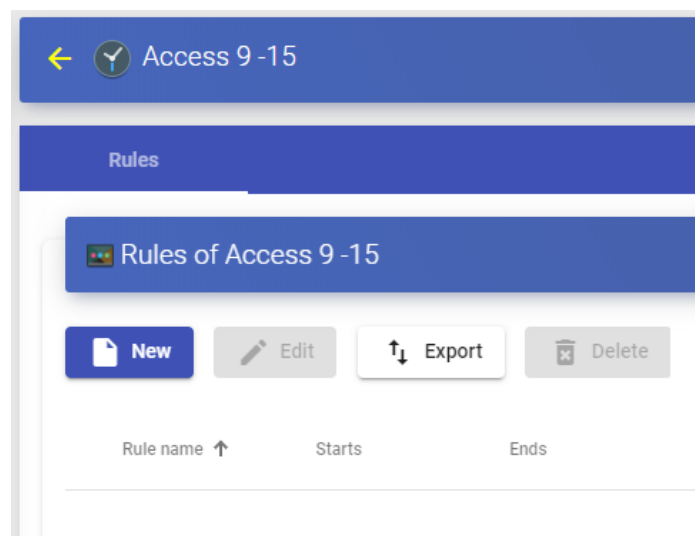 Access 9 -15
Rules
Rules of Access 9 -15
New Edit Export Delete
Rule name Starts Ends